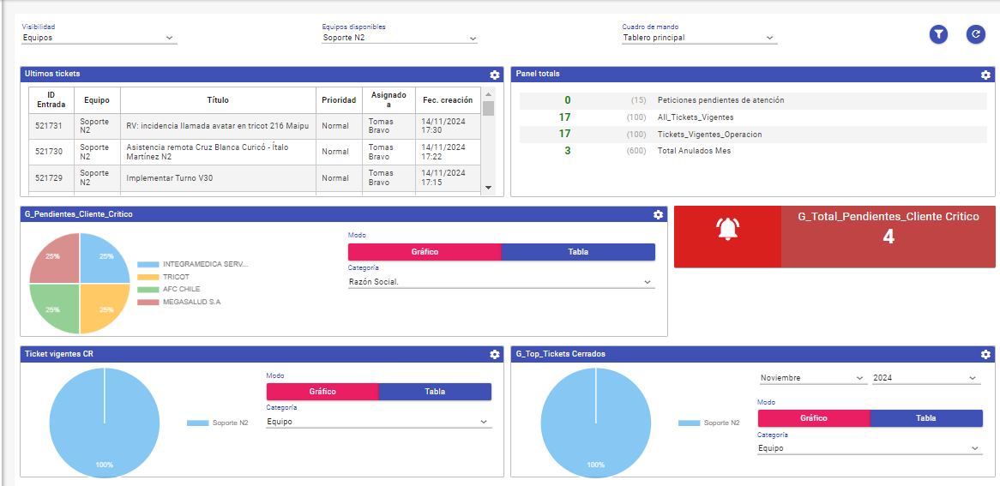 Visibilidad
Equipos
Equipos disponibles
Soporte N2
Cuadro de mando
Tablero principal
Ultimos tickets
ID Entrada
Equipo
Título
Prioridad
Asignado a
Fec. creación
521731
Soporte N2
RV: incidencia llamada avatar en tricot 216 Maipu
Normal
Tomas Bravo
14/11/2024 17:30
521730
Soporte N2
Asistencia remota Cruz Blanca Curicó - Ítalo
Martínez N2
Normal
Tomas Bravo
14/11/2024 17:22
521729
Soporte N2
Implementar Turno V30
Normal
Tomas Bravo
14/11/2024 17:15
Panel totals
0 (15) Peticiones pendientes de atención
17 (100) All_Tickets_Vigentes
17 (100) Tickets_Vigentes_Operacion
3 (600) Total Anulados Mes
G_Pendientes_Cliente_Critico
25%
25%
25%
25%
INTEGRAMEDICA SERV...
TRICOT
AFC CHILE
MEGASALUD S.A
Modo
Gráfico
Tabla
Categoría
Razón Social.
G_Total_Pendientes_Cliente Critico
4
Ticket vigentes CR
100%
Soporte N2
Modo
Gráfico
Tabla
Categoría
Equipo
G_Top_Tickets Cerrados
100%
Soporte N2
Noviembre
2024
Modo
Gráfico
Tabla
Categoría
Equipo